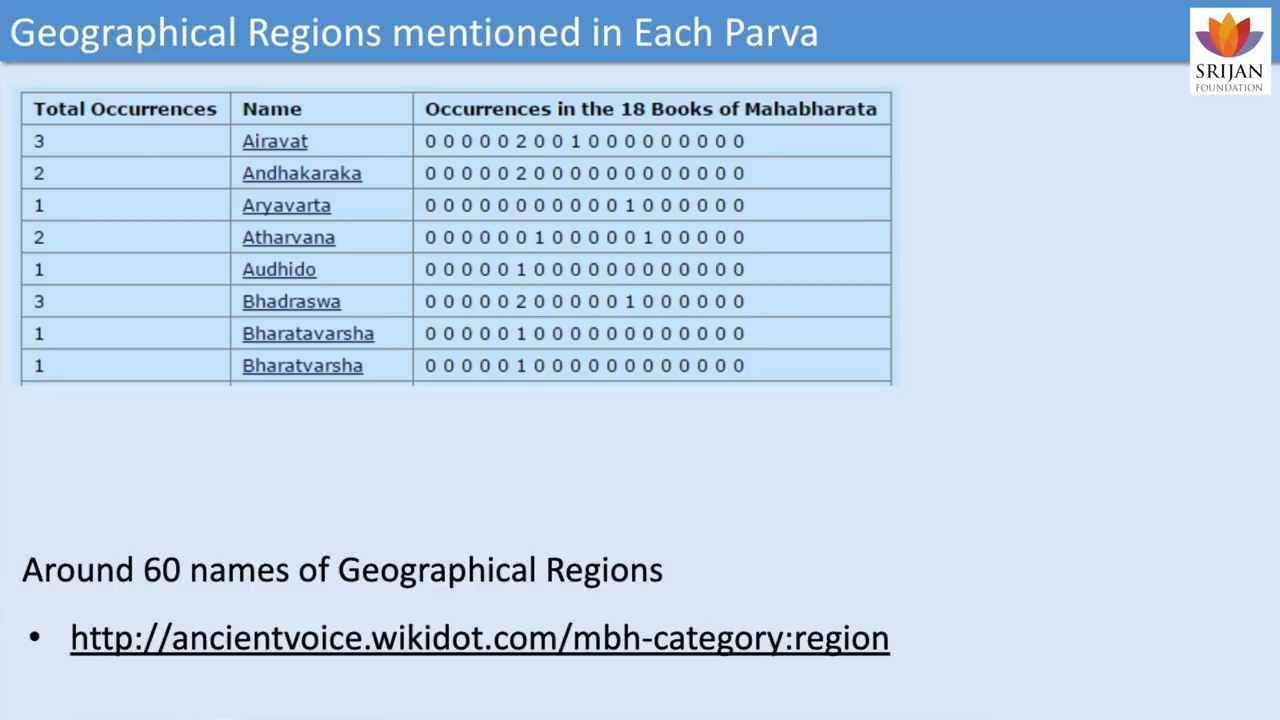 Geographical Regions mentioned in Each Parva
SRIJAN
FOUNDATION
Total Occurrences Name Occurrences in the 18 Books of Mahabharata
3 Airavat 0 0 0 0 0 2 0 0 1 0 0 0 0 0 0 0 0 0
2 Andhakaraka 0 0 0 0 0 2 0 0 0 0 0 0 0 0 0 0 0 0
1 Aryavarta 0 0 0 0 0 0 0 0 0 0 0 1 0 0 0 0 0 0
2 Atharvana 0 0 0 0 0 0 1 0 0 0 0 0 1 0 0 0 0 0
1 Audhido 0 0 0 0 0 1 0 0 0 0 0 0 0 0 0 0 0 0
3 Bhadraswa 0 0 0 0 0 2 0 0 0 0 0 1 0 0 0 0 0 0
1 Bharatavarsha 0 0 0 0 0 1 0 0 0 0 0 0 0 0 0 0 0 0
1 Bharatvarsha 0 0 0 0 0 1 0 0 0 0 0 0 0 0 0 0 0 0
Around 60 names of Geographical Regions
• http://ancientvoice.wikidot.com/mbh-category:region